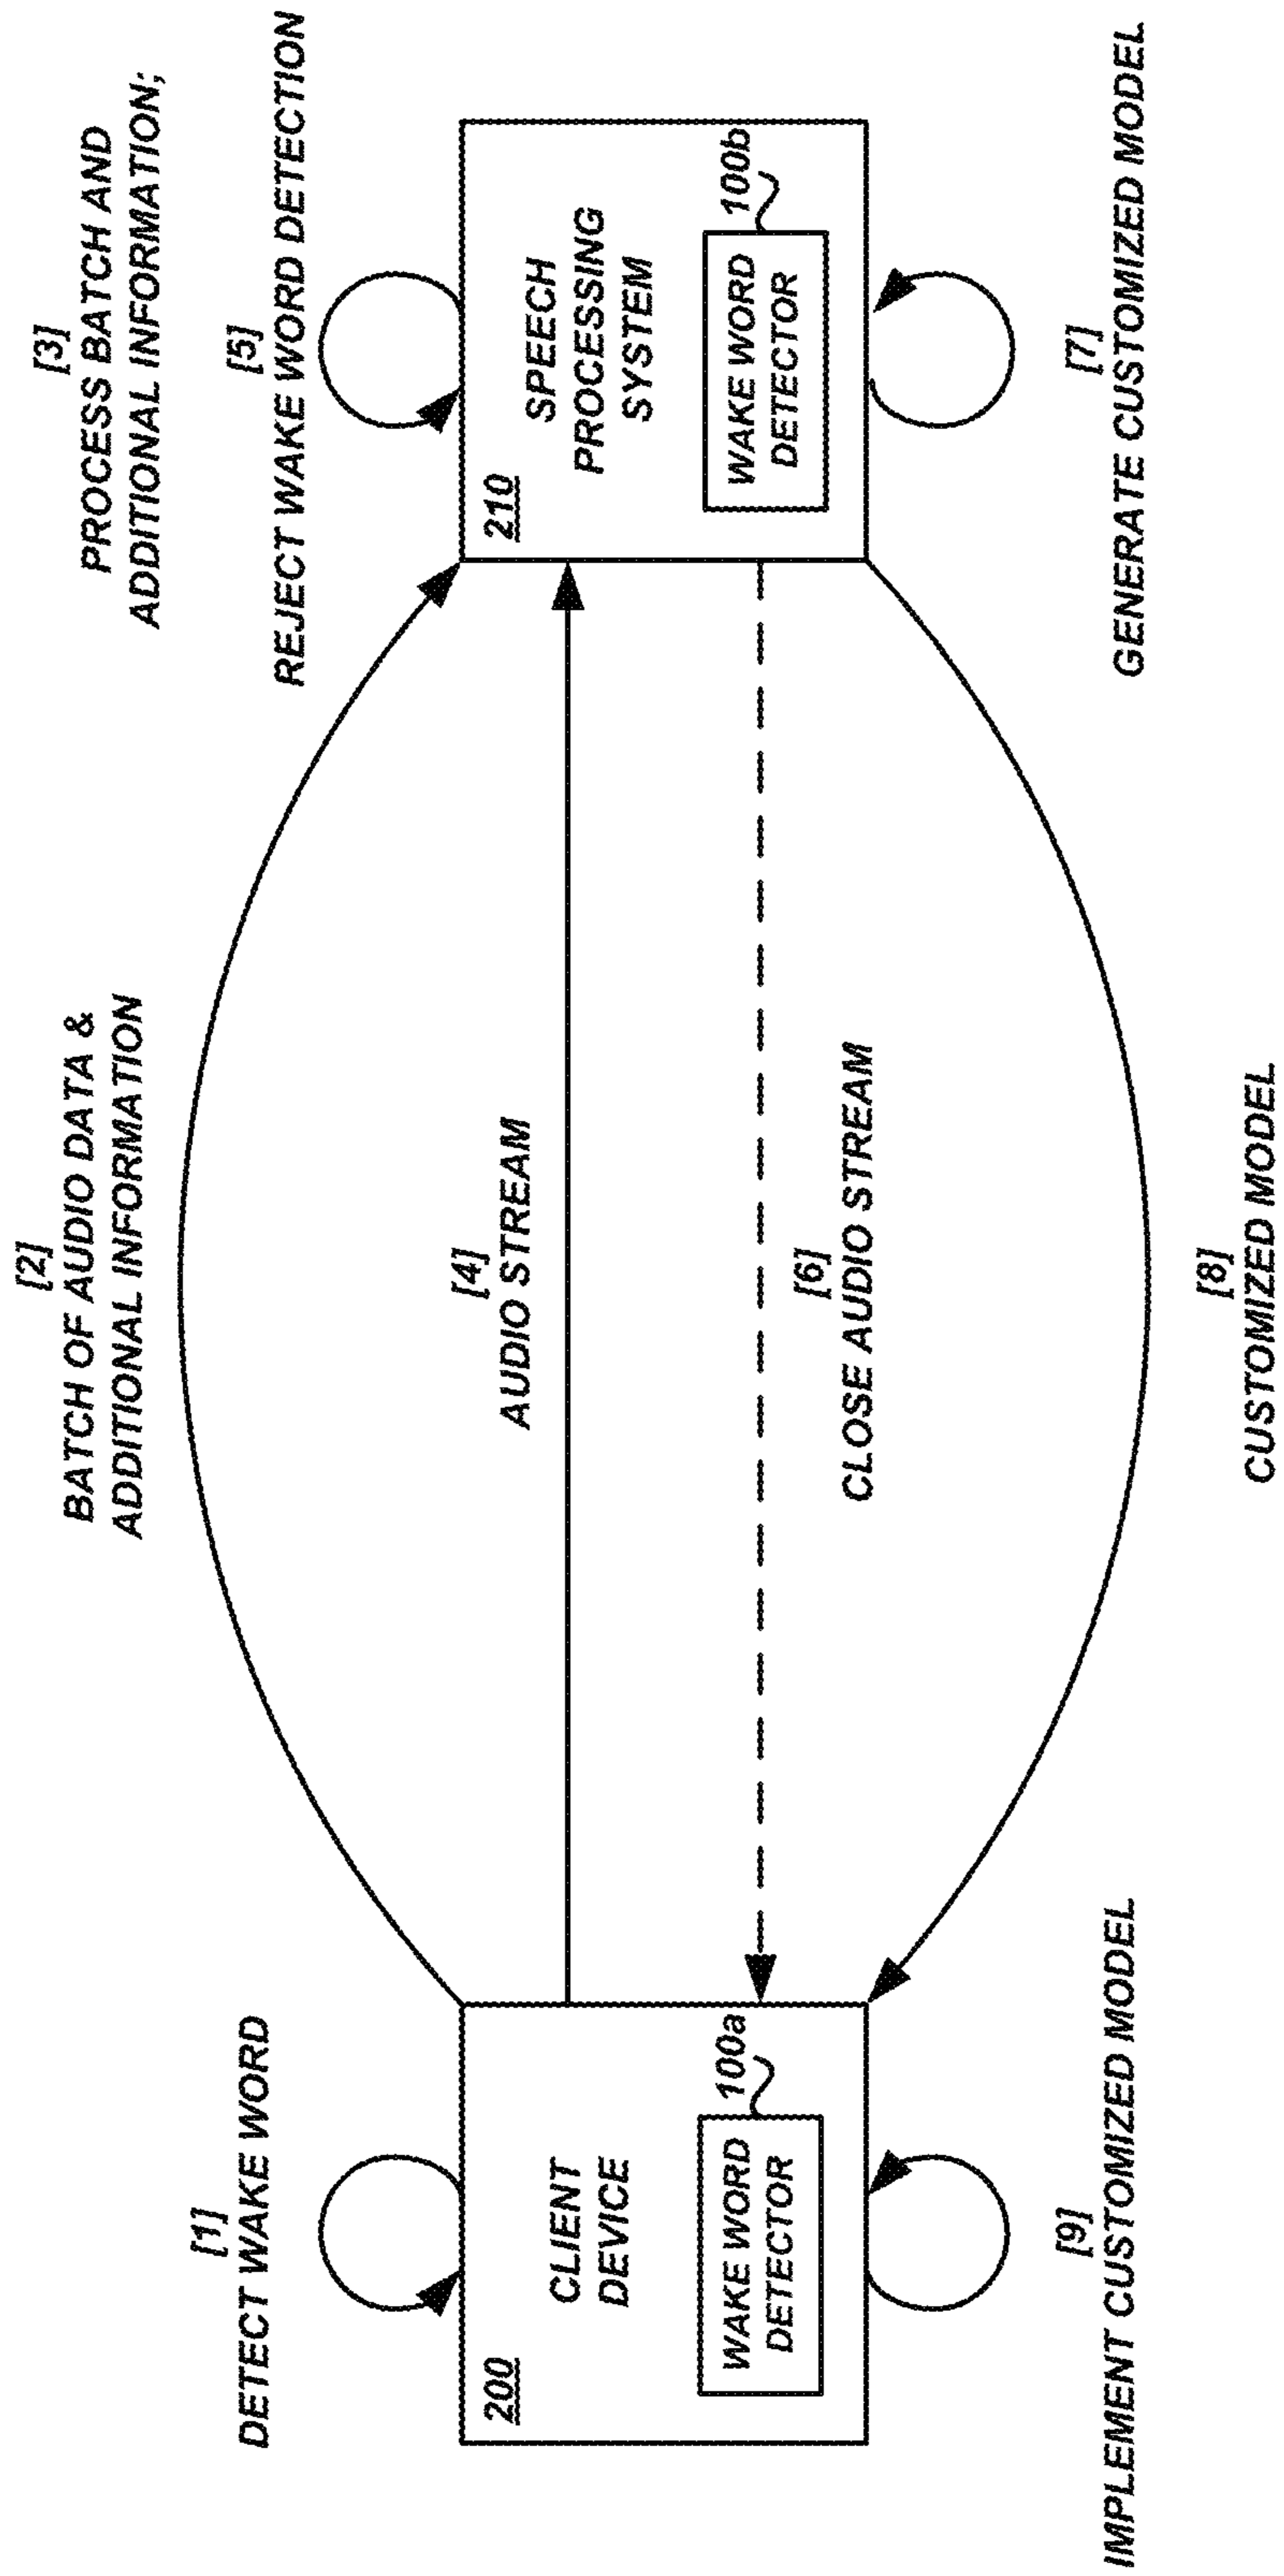 [1]
DETECT WAKE WORD
[2]
BATCH OF AUDIO DATA &
ADDITIONAL INFORMATION
[3]
PROCESS BATCH AND
ADDITIONAL INFORMATION;
[5]
REJECT WAKE WORD DETECTION
200
CLIENT
DEVICE
100a
WAKE WORD
DETECTOR
[4]
AUDIO STREAM
[6]
CLOSE AUDIO STREAM
210
SPEECH
PROCESSING
SYSTEM
100b
WAKE WORD
DETECTOR
[9]
IMPLEMENT CUSTOMIZED MODEL
[8]
CUSTOMIZED MODEL
[7]
GENERATE CUSTOMIZED MODEL